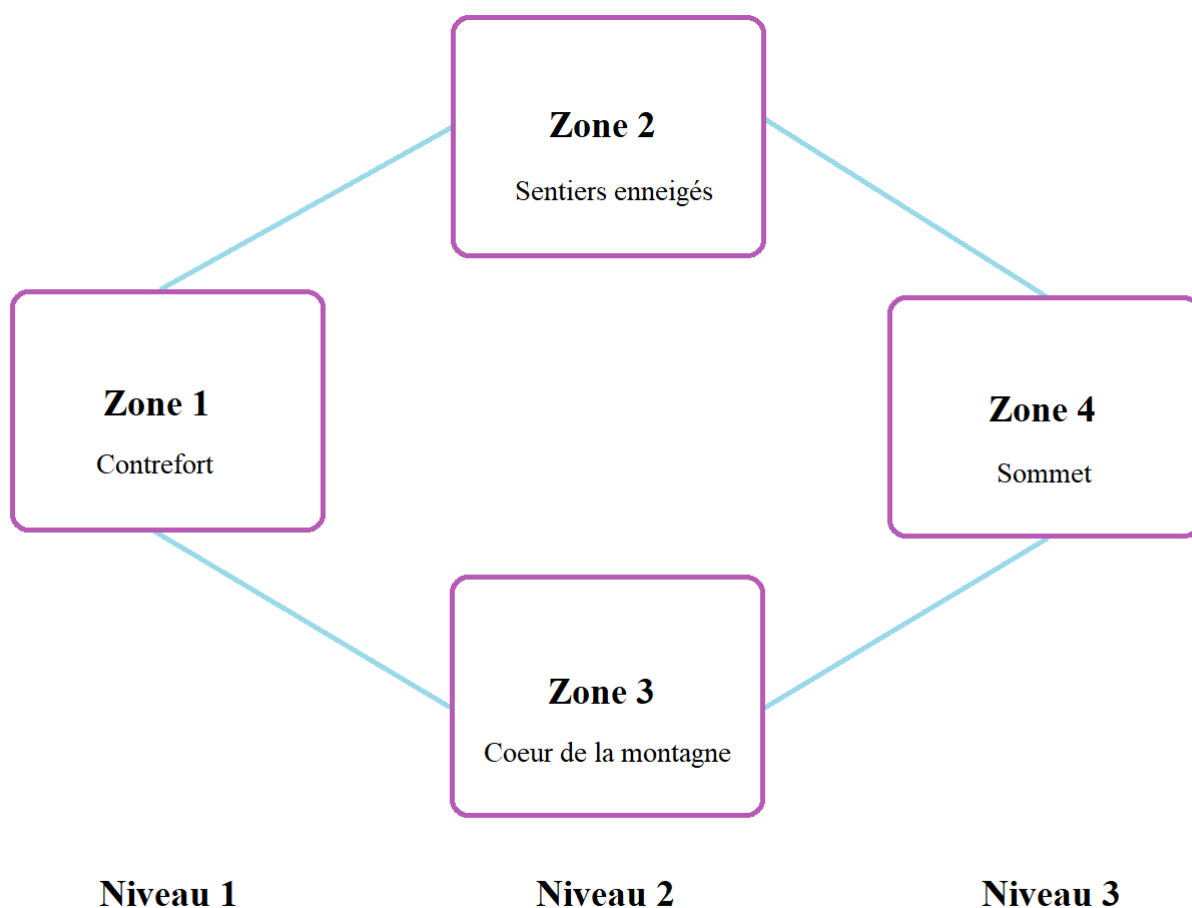 Zone 2
Sentiers enneigés
Zone 1
Contrefort
Zone 4
Sommet
Zone 3
Coeur de la montagne
Niveau 1
Niveau 2
Niveau 3